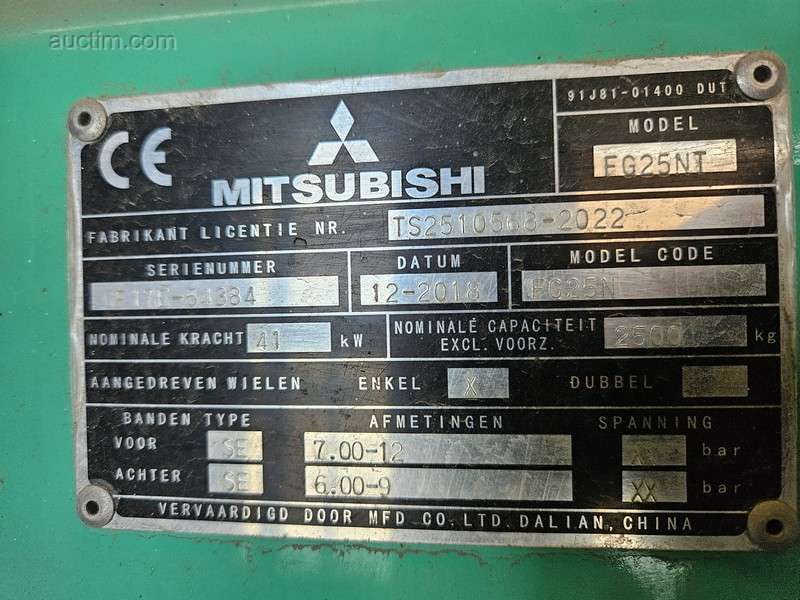 auctim.com
91J81-01400 DUT
CE
MITSUBISHI
MODEL
FG25NT
FABRIKANT LICENTIE NR. TS2510568-2022
SERIENUMMER DATUM MODEL CODE
12-2018 FG25N
NOMINALE KRACHT 41 kW NOMINALE CAPACITEIT EXCL. VOORZ. 2500 kg
AANGEDREVEN WIELEN ENKEL X DUBBEL
BANDEN TYPE AFMETINGEN SPANNING
VOOR SE 7.00-12 bar
ACHTER SE 6.00-9 XX bar
VERVAARDIGD DOOR MFD CO.LTD. DALIAN, CHINA